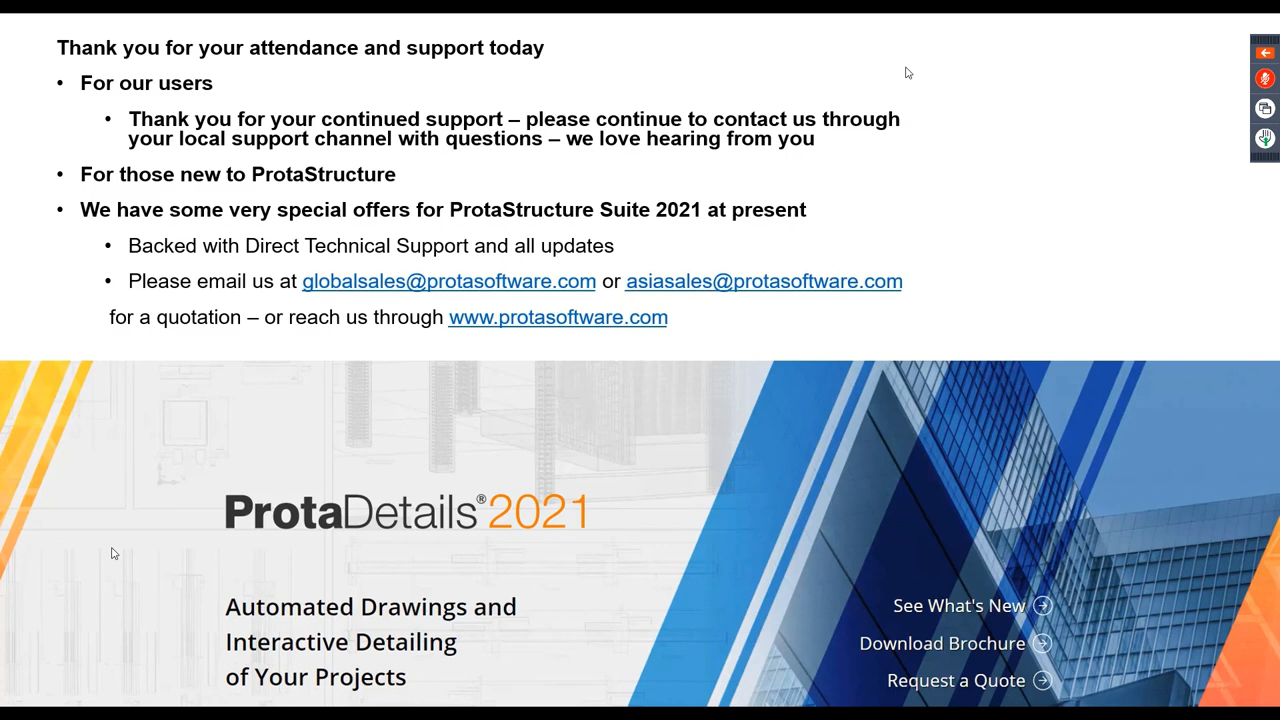 Thank you for your attendance and support today
• For our users
• Thank you for your continued support – please continue to contact us through
your local support channel with questions – we love hearing from you
• For those new to ProtaStructure
• We have some very special offers for ProtaStructure Suite 2021 at present
• Backed with Direct Technical Support and all updates
• Please email us at globalsales@protasoftware.com or asiasales@protasoftware.com
for a quotation – or reach us through www.protasoftware.com
ProtaDetails® 2021
Automated Drawings and
Interactive Detailing
of Your Projects
See What's New
Download Brochure
Request a Quote